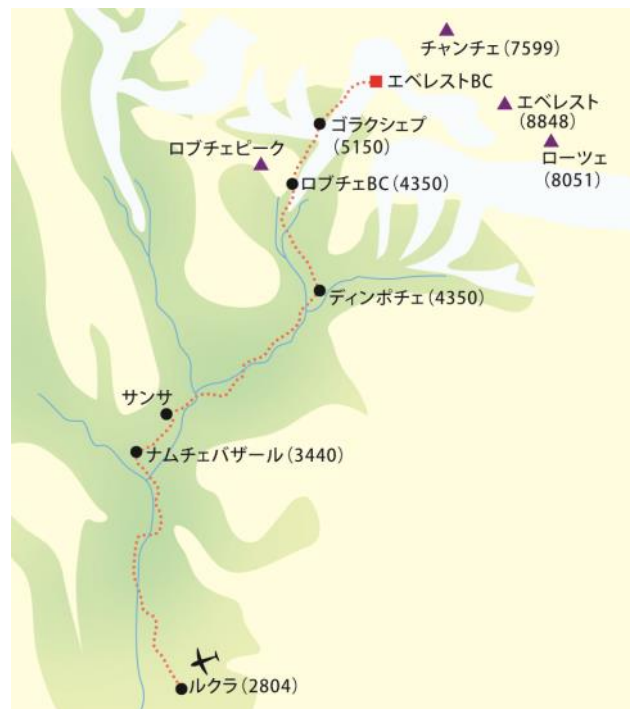 チャンチェ(7599)
エベレストBC
エベレスト
(8848)
ゴラクシェプ
(5150)
ロブチェピーク
ローツェ
(8051)
ロブチェBC(4350)
ディンポチェ(4350)
サンサ
ナムチェバザール(3440)
ルクラ(2804)